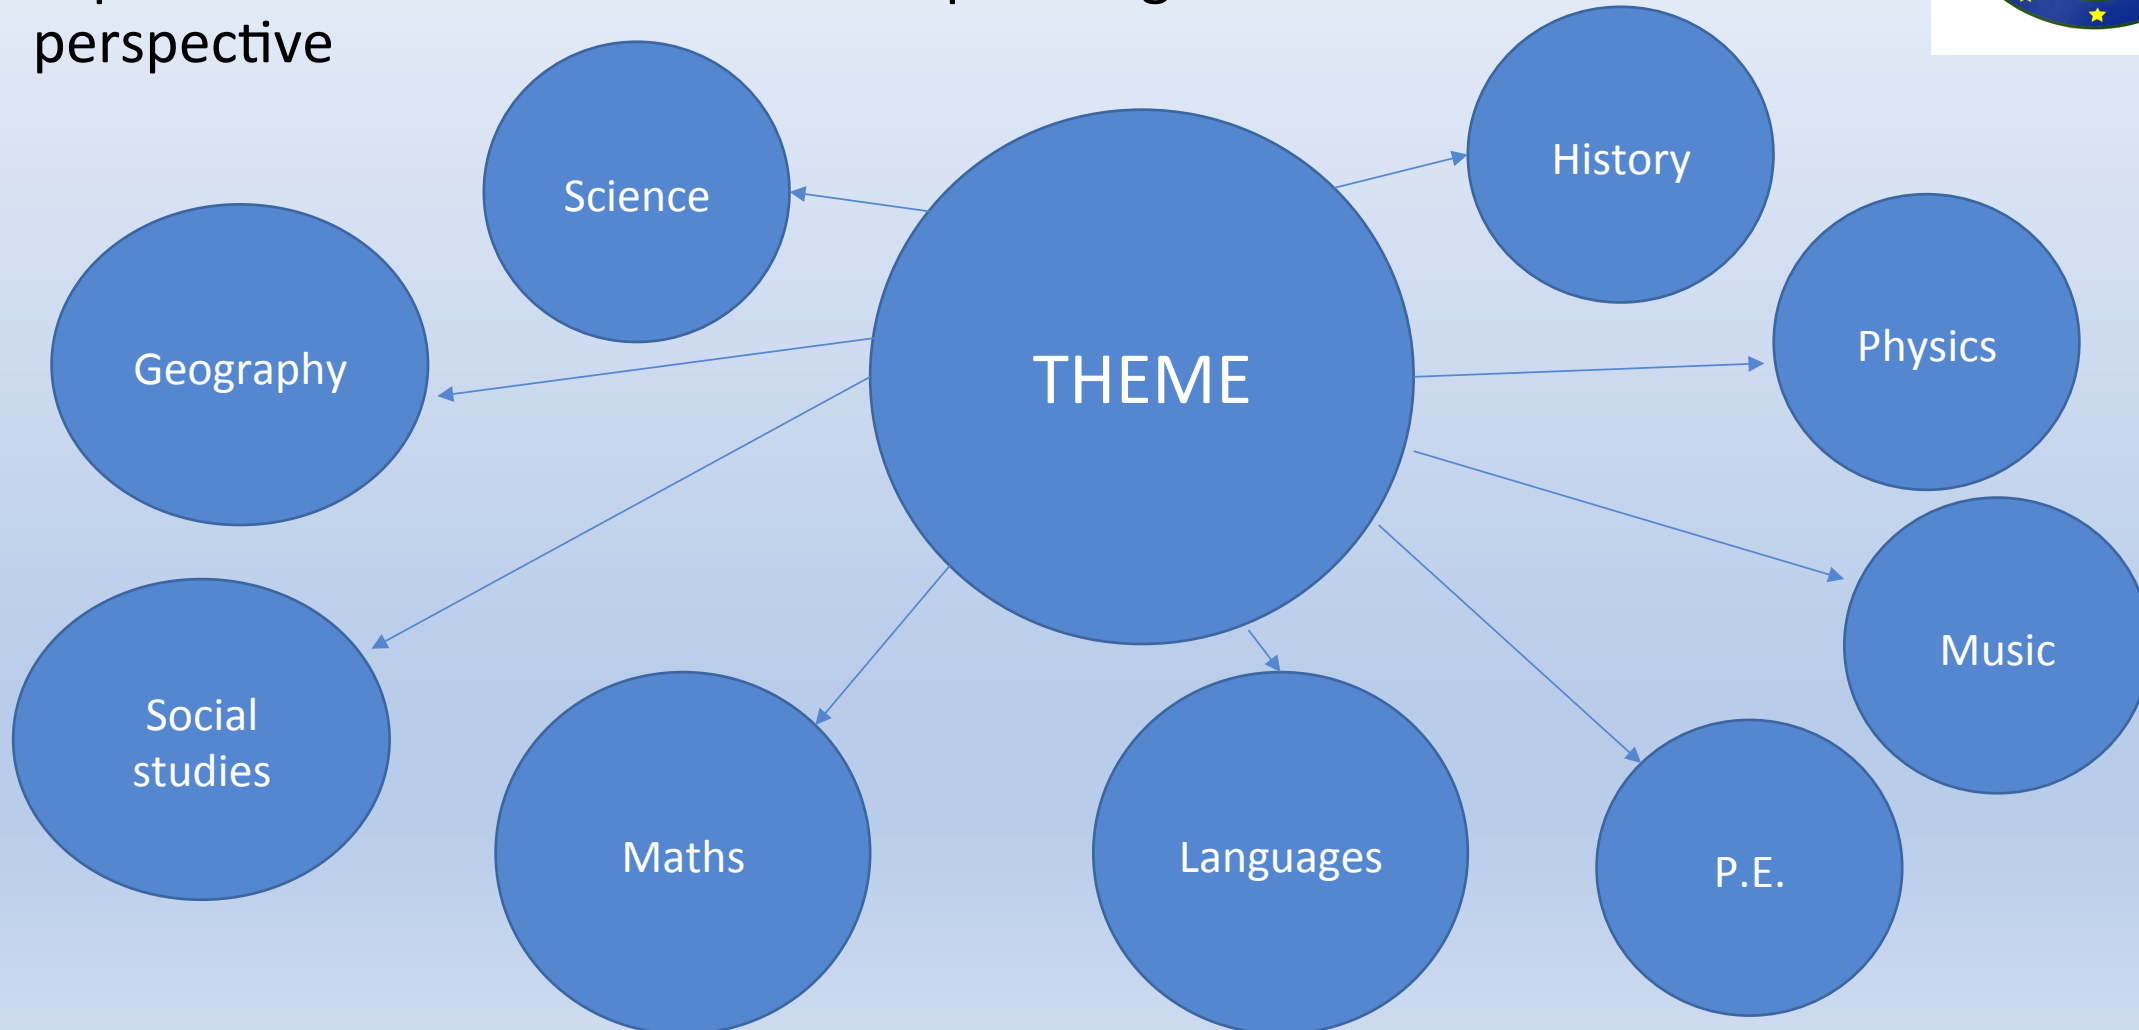 perspective
History
Science
Physics
Geography
THEME
Music
Social
studies
Maths
Languages
P.E.